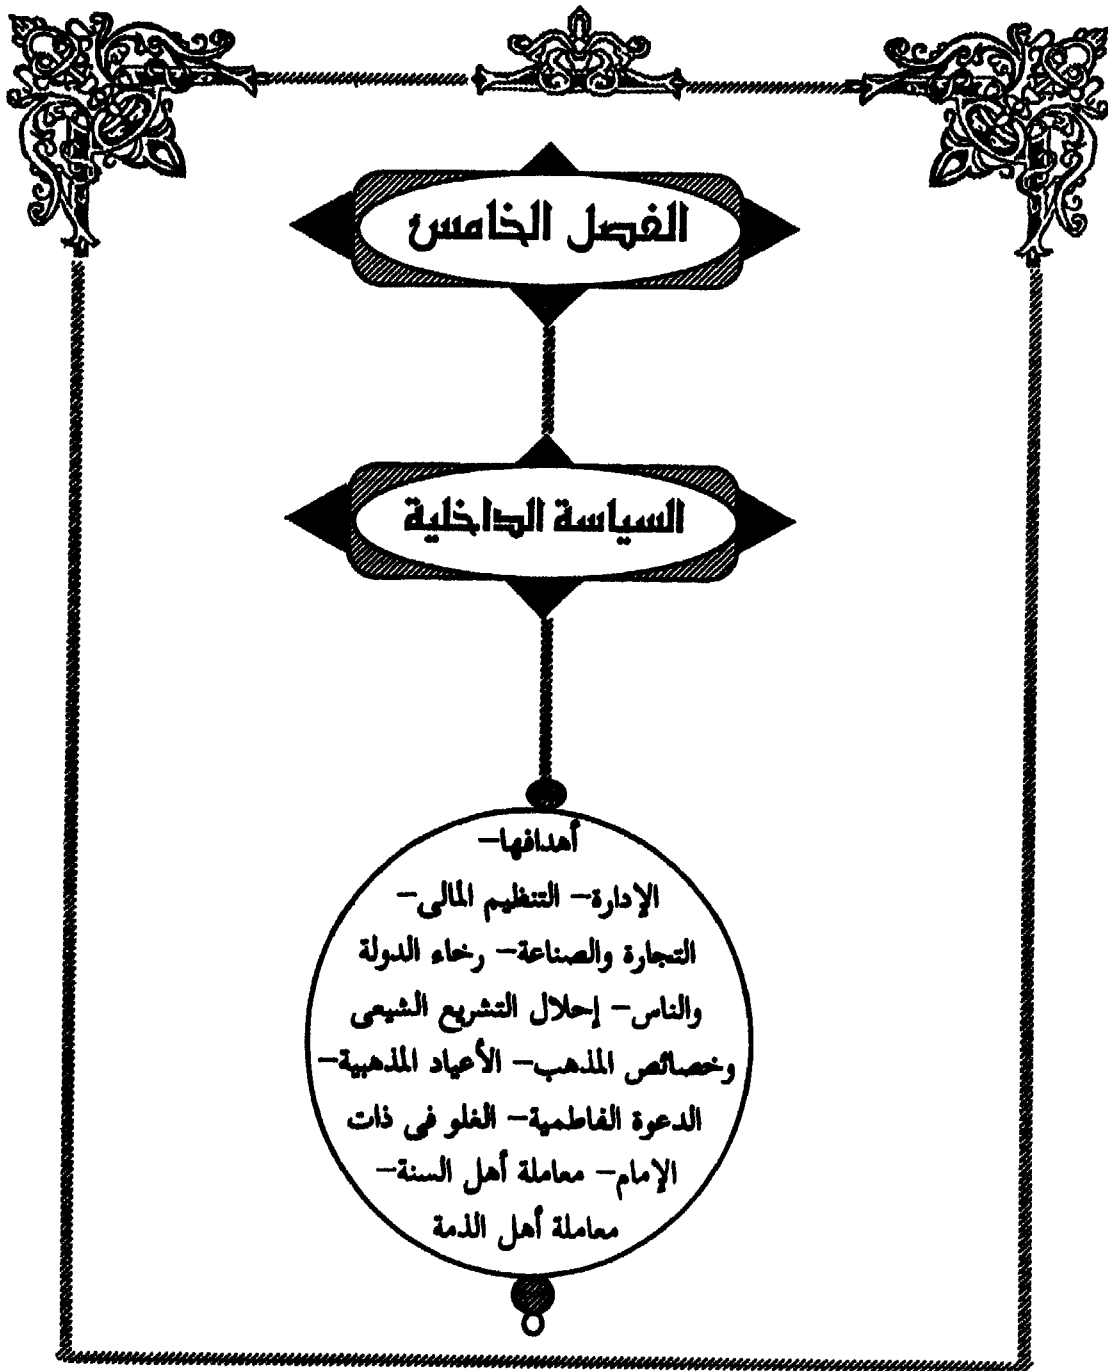 الفصل الخامس
السياسة الداخلية
أهدافها–
الإدارة– التنظيم المالى–
التجارة والصناعة– رخاء الدولة
والناس– إحلال التشريع الشيعى
وخصائص المذهب– الأعياد المذهبية–
الدعوة الفاطمية– الغلو فى ذات
الإمام– معاملة أهل السنة–
معاملة أهل الذمة